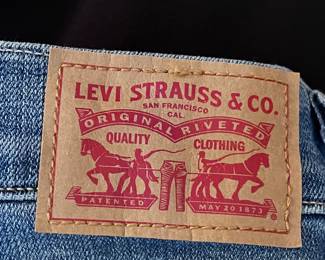 LEVI STRAUSS & CO.
SAN FRANCISCO
CAL.
ORIGINAL RIVETED
QUALITY CLOTHING
PATENTED MAY 20 1873
®